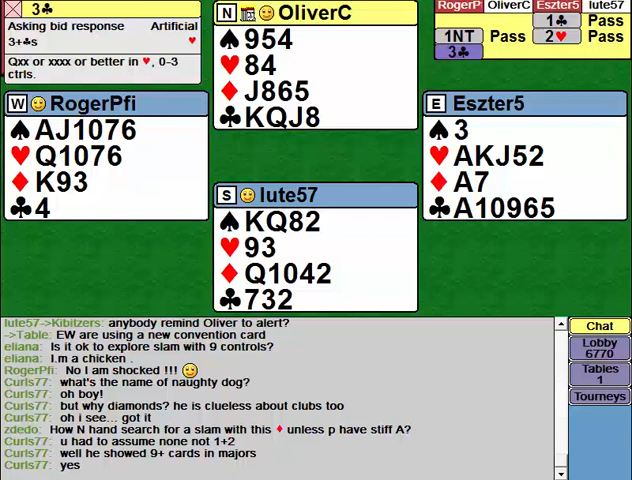 3♣
Asking bid response Artificial
3+♣s ♥
Qxx or xxxx or better in ♥, 0-3
ctrls.
N OliverC
♠ 954
♥ 84
♦ J865
♣ KQJ8
RogerP OliverC Eszter5 lute57
1♣ Pass
1NT Pass 2♥ Pass
3♣
W RogerPfi
♠ AJ1076
♥ Q1076
♦ K93
♣ 4
E Eszter5
♠ 3
♥ AKJ52
♦ A7
♣ A10965
S lute57
♠ KQ82
♥ 93
♦ Q1042
♣ 732
lute57->Kibitzers: anybody remind Oliver to alert?
->Table: EW are using a new convention card
eliana: Is it ok to explore slam with 9 controls?
eliana: I.m a chicken .
RogerPfi: No I am shocked !!!
Curls77: what's the name of naughty dog?
Curls77: oh boy!
Curls77: but why diamonds? he is clueless about clubs too
Curls77: oh i see... got it
zdedo: How N hand search for a slam with this ♦ unless p have stiff A?
Curls77: u had to assume none not 1+2
Curls77: well he showed 9+ cards in majors
Curls77: yes
Chat
Lobby
6770
Tables
1
Tourneys